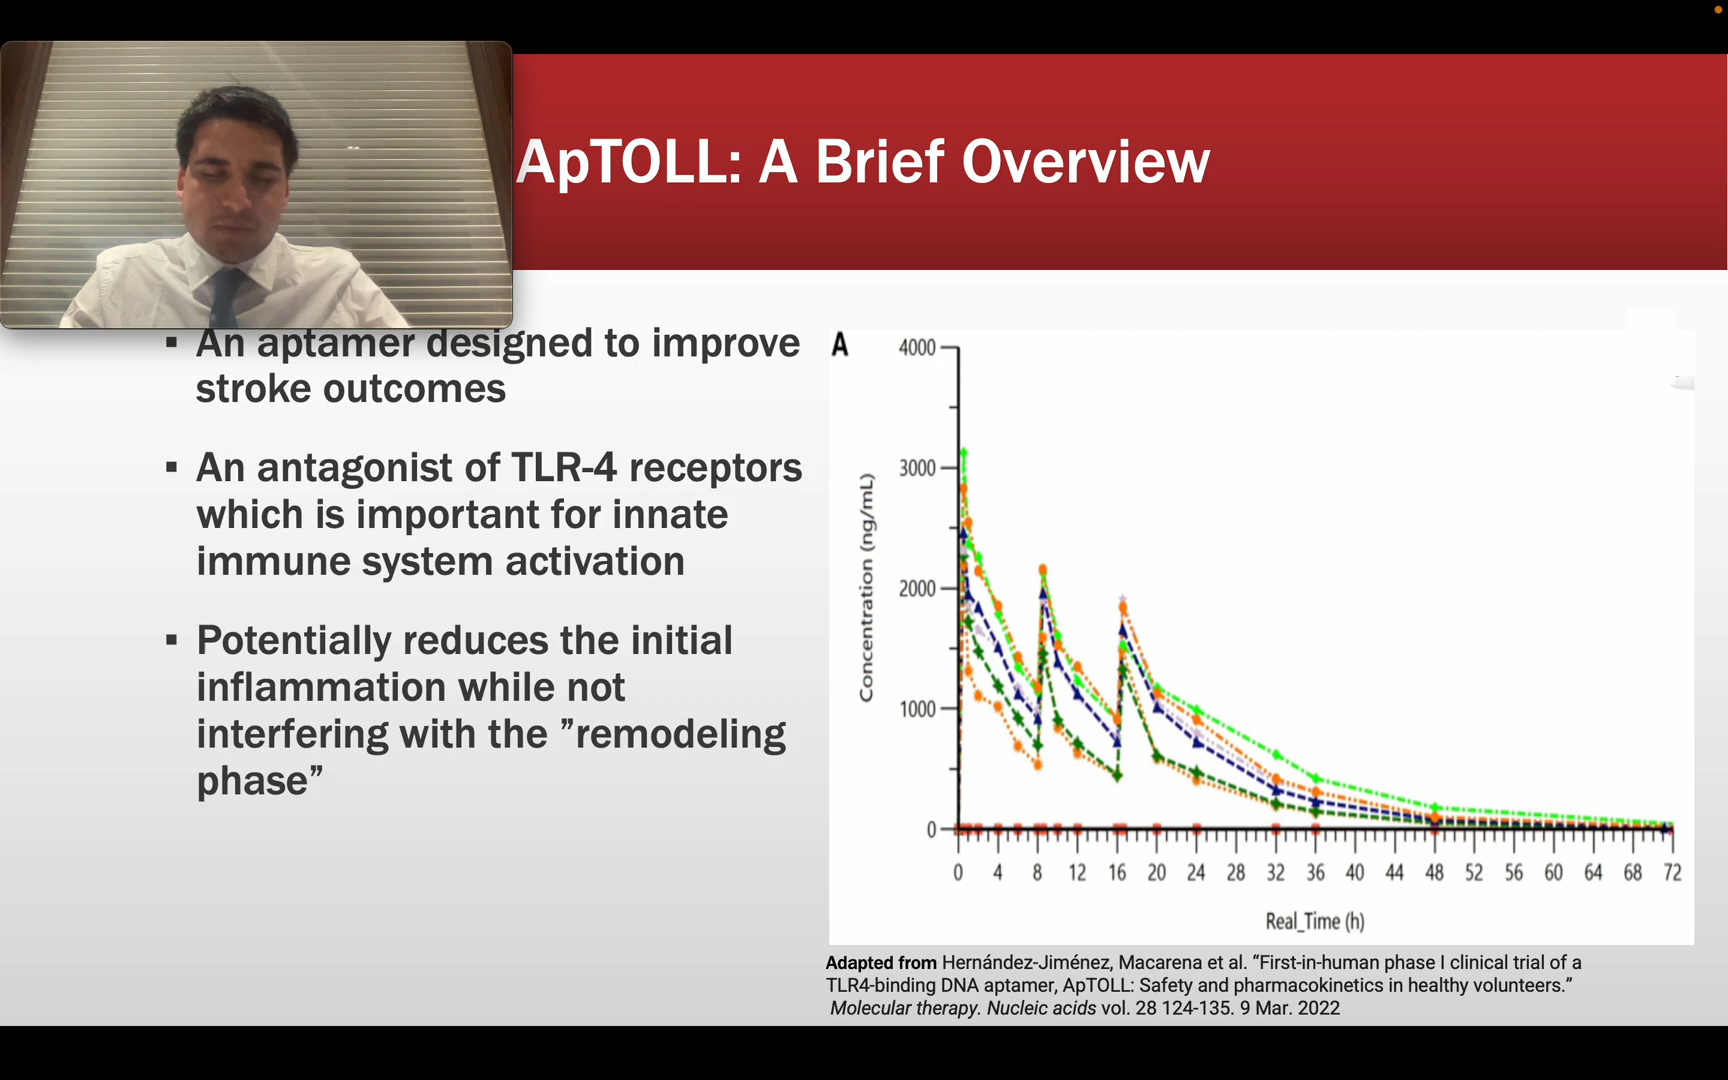 ApTOLL: A Brief Overview
▪ An aptamer designed to improve
stroke outcomes
▪ An antagonist of TLR-4 receptors
which is important for innate
immune system activation
▪ Potentially reduces the initial
inflammation while not
interfering with the ”remodeling
phase”
A
4000
3000
2000
1000
0
Concentration (ng/mL)
0 4 8 12 16 20 24 28 32 36 40 44 48 52 56 60 64 68 72
Real_Time (h)
Adapted from Hernández-Jiménez, Macarena et al. “First-in-human phase I clinical trial of a
TLR4-binding DNA aptamer, ApTOLL: Safety and pharmacokinetics in healthy volunteers.”
Molecular therapy. Nucleic acids vol. 28 124-135. 9 Mar. 2022